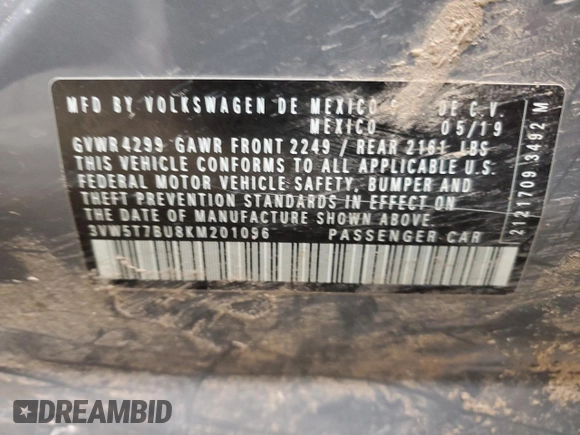 MFD BY VOLKSWAGEN DE MEXICO S DE C.V.
MEXICO 05/19
GVWR 4299 GAWR FRONT 2249 / REAR 2161 LBS
THIS VEHICLE CONFORMS TO ALL APPLICABLE U.S.
FEDERAL MOTOR VEHICLE SAFETY, BUMPER AND
THEFT PREVENTION STANDARDS IN EFFECT ON
THE DATE OF MANUFACTURE SHOWN ABOVE.
3VW5T7BU8KM201096 PASSENGER CAR
2121709 3492 M
DREAMBID